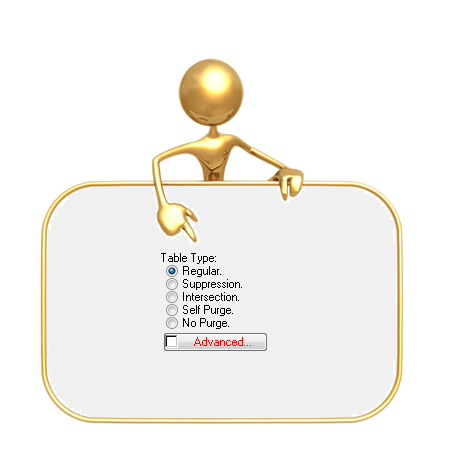 Table Type:
Regular.
Suppression.
Intersection.
Self Purge.
No Purge.
Advanced...